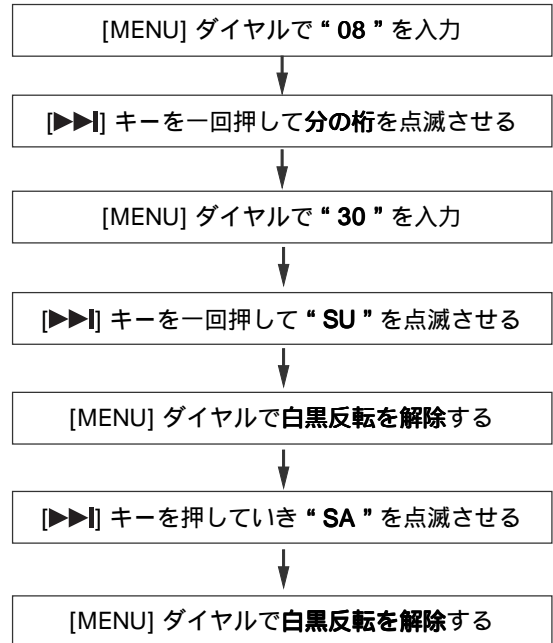 [MENU] ダイヤルで “ 08 ” を入力
[▶▶I] キーを一回押して分の桁を点滅させる
[MENU] ダイヤルで “ 30 ” を入力
[▶▶I] キーを一回押して “ SU ” を点滅させる
[MENU] ダイヤルで白黒反転を解除する
[▶▶I] キーを押していき “ SA ” を点滅させる
[MENU] ダイヤルで白黒反転を解除する